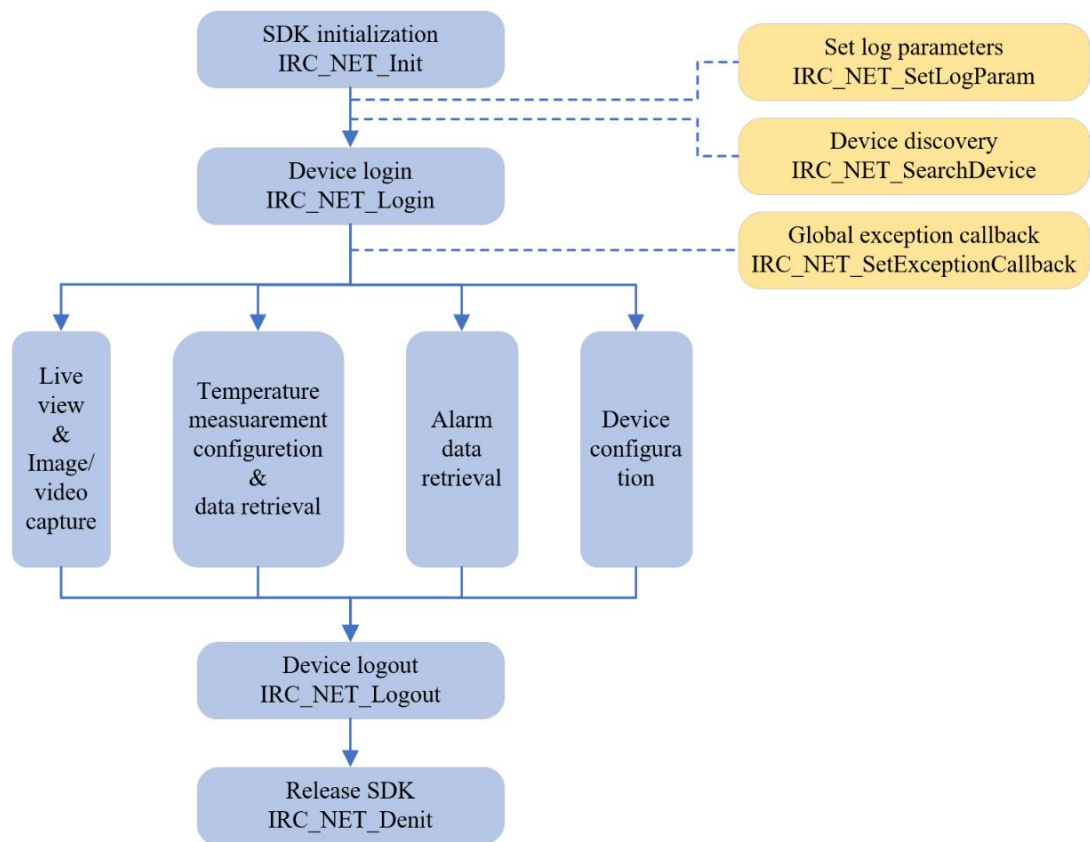 SDK initialization
IRC_NET_Init
Set log parameters
IRC_NET_SetLogParam
Device discovery
IRC_NET_SearchDevice
Device login
IRC_NET_Login
Global exception callback
IRC_NET_SetExceptionCallback
Live
view
&
Image/
video
capture
Temperature
measuarement
configuretion
&
data retrieval
Alarm
data
retrieval
Device
configura
tion
Device logout
IRC_NET_Logout
Release SDK
IRC_NET_Denit